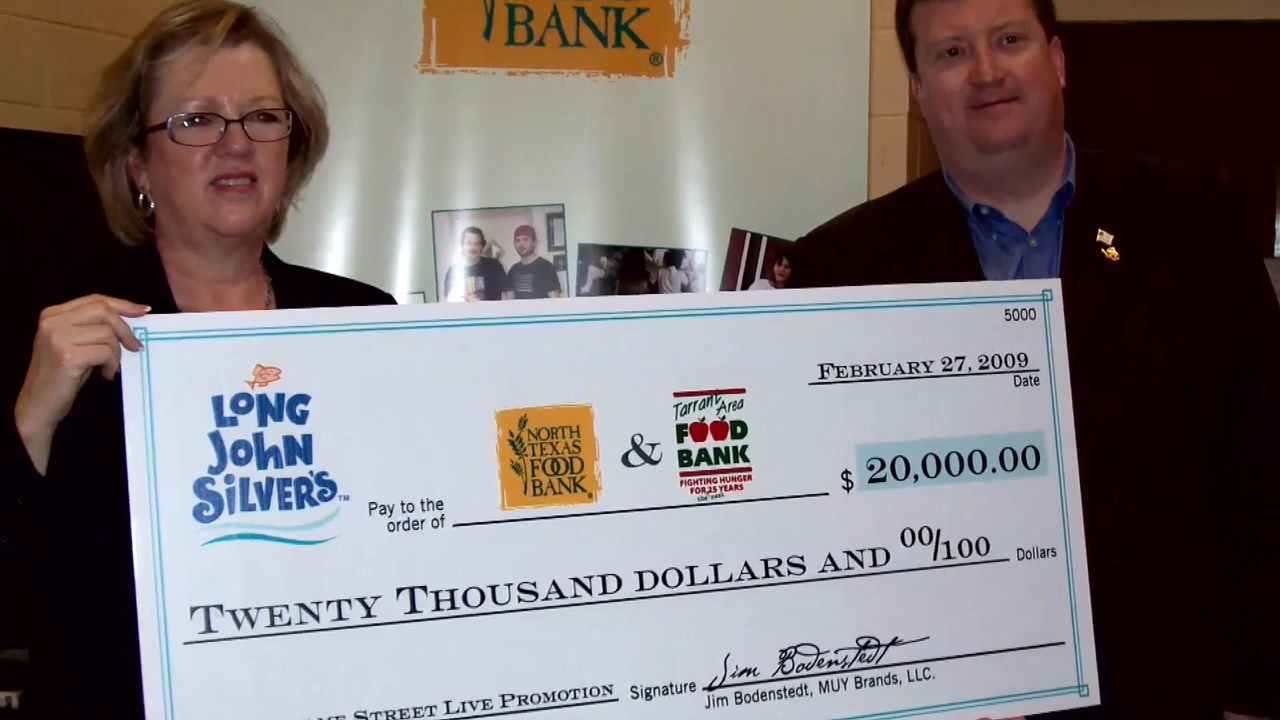 BANK®
5000
FEBRUARY 27, 2009
Date
LONG
JOHN
SILVER'S™
NORTH
TEXAS
FOOD
BANK®
&
Tarrant Area
FOOD
BANK
FIGHTING HUNGER
FOR 25 YEARS
Pay to the
order of
$ 20,000.00
TWENTY THOUSAND DOLLARS AND 00/100 Dollars
STREET LIVE PROMOTION
Signature
Jim Bodenstedt
Jim Bodenstedt, MUY Brands, LLC.